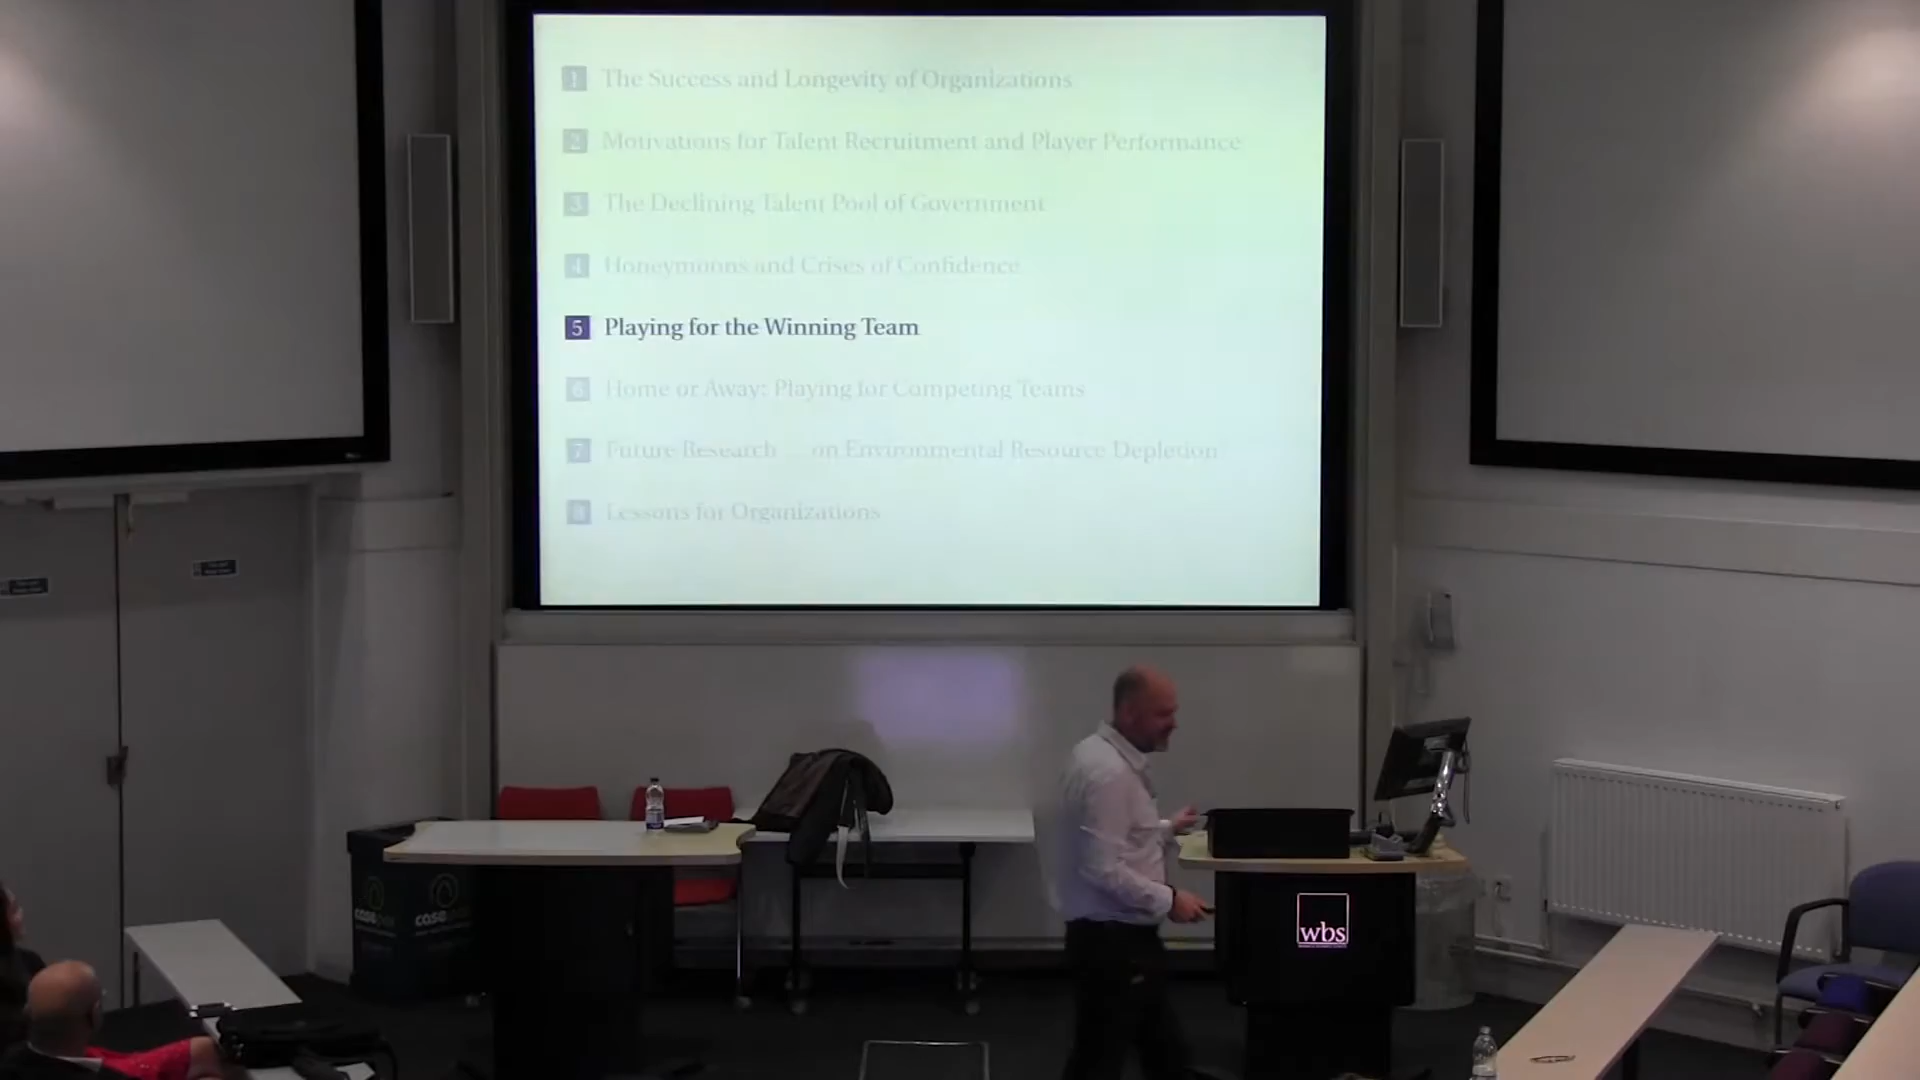 1 The Success and Longevity of Organizations
2 Motivations for Talent Recruitment and Player Performance
3 The Declining Talent Pool of Government
4 Honeymoons and Crises of Confidence
5 Playing for the Winning Team
6 Home or Away: Playing for Competing Teams
7 Future Research ... on Environmental Resource Depletion
8 Lessons for Organizations
wbs